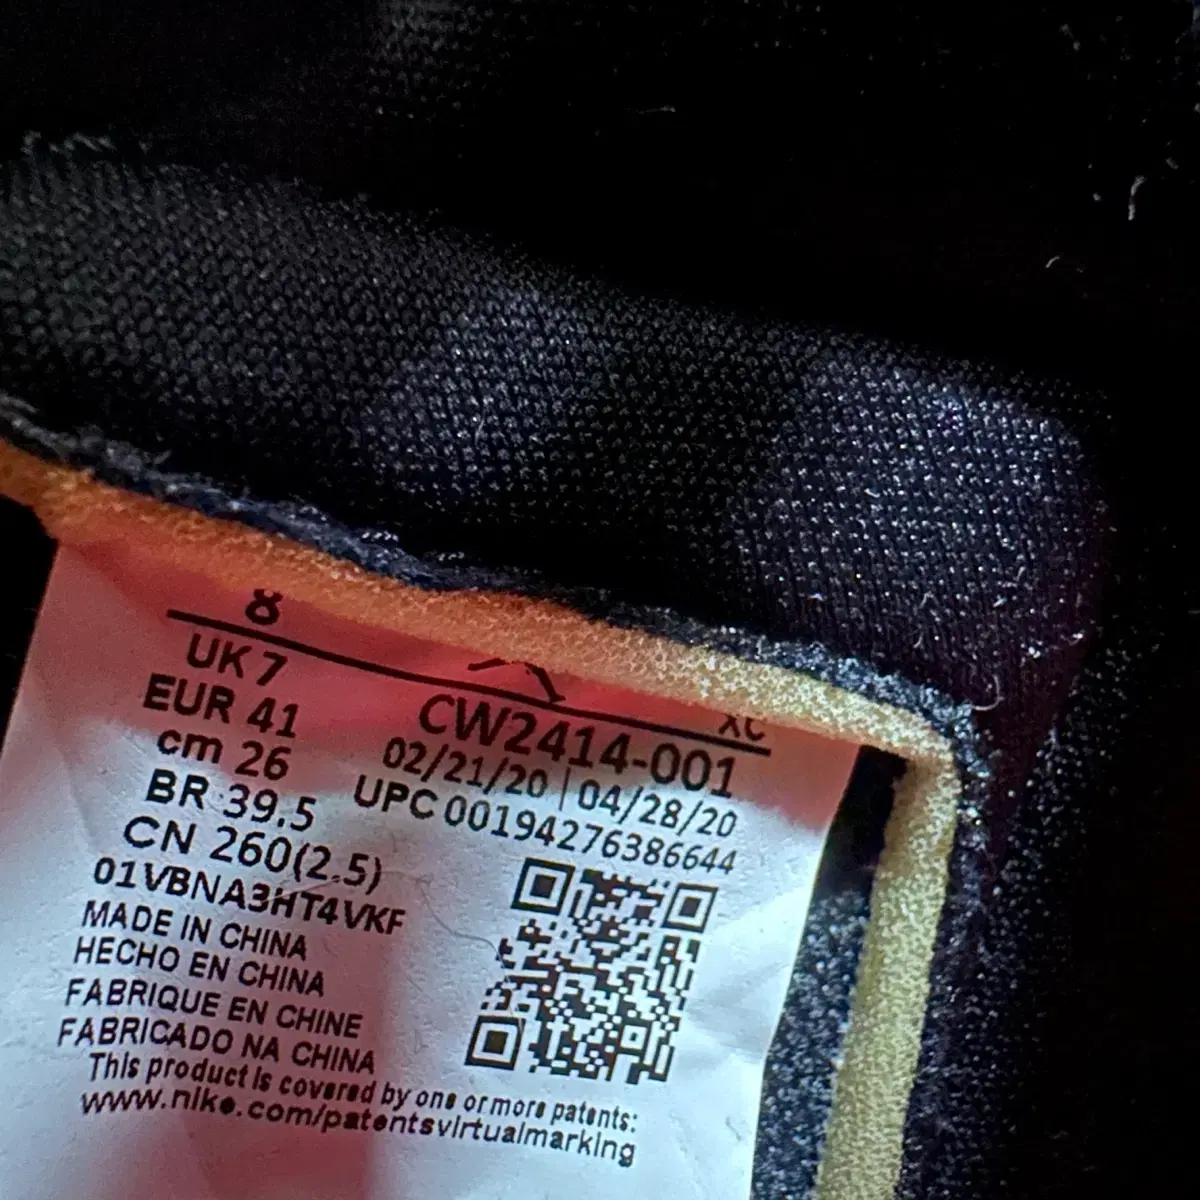 8
XC
UK 7
EUR 41
cm 26
BR 39.5
CN 260(2.5)
01VBNA3HT4VKF
MADE IN CHINA
HECHO EN CHINA
FABRIQUE EN CHINE
FABRICADO NA CHINA
CW2414-001
02/21/20 | 04/28/20
UPC 00194276386644
This product is covered by one or more patents:
www.nike.com/patentsvirtualmarking